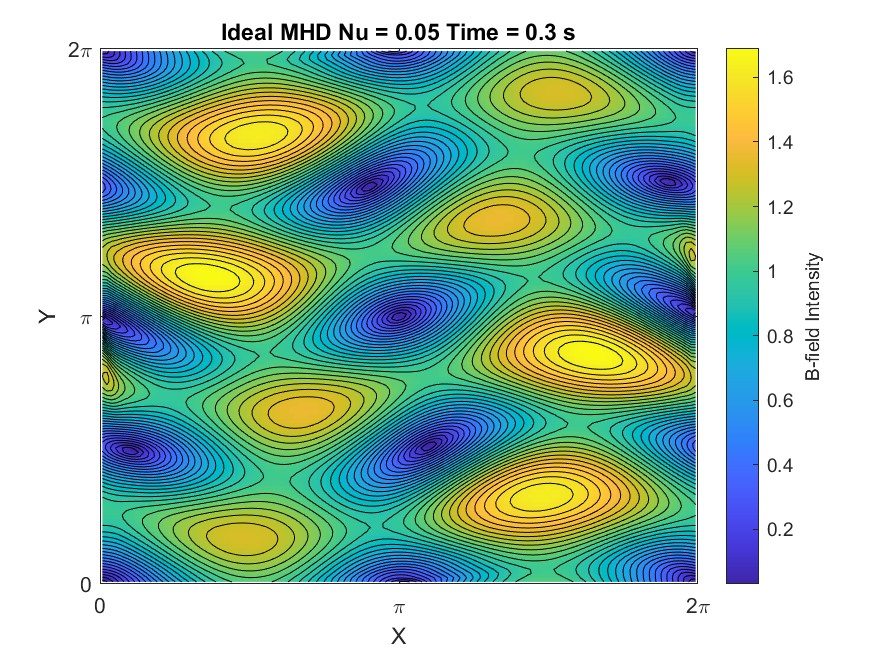 Ideal MHD Nu = 0.05 Time = 0.3 s
2π
π
0
Y
0
π
2π
X
1.6
1.4
1.2
1
0.8
0.6
0.4
0.2
B-field Intensity